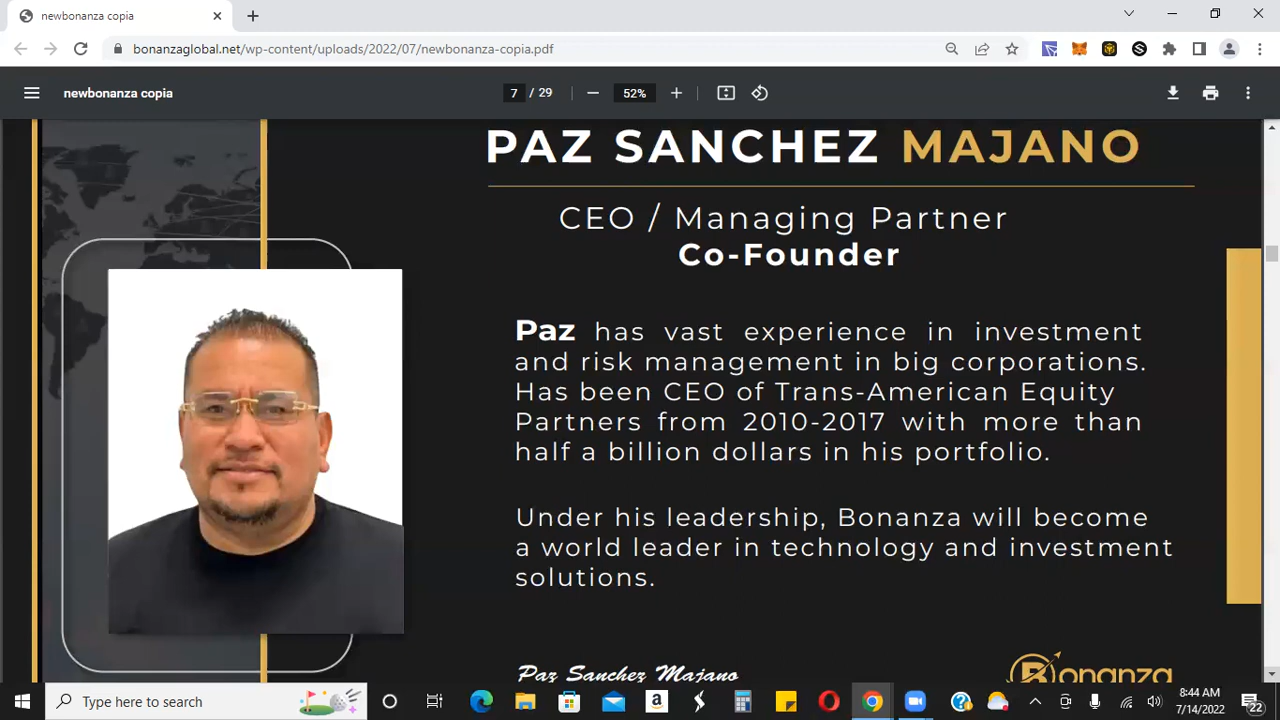 newbonanza copia
bonanzaglobal.net/wp-content/uploads/2022/07/newbonanza-copia.pdf
newbonanza copia
7 / 29
52%
PAZ SANCHEZ MAJANO
CEO / Managing Partner
Co-Founder
Paz has vast experience in investment
and risk management in big corporations.
Has been CEO of Trans-American Equity
Partners from 2010-2017 with more than
half a billion dollars in his portfolio.
Under his leadership, Bonanza will become
a world leader in technology and investment
solutions.
Paz Sanchez Majano
Bonanza
Type here to search
8:44 AM
7/14/2022
22